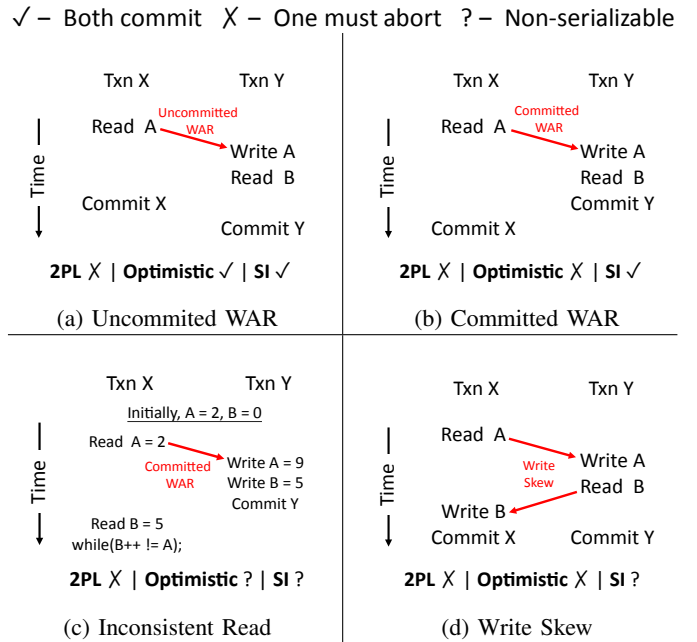 ✓ – Both commit ✗ – One must abort ? – Non-serializable
Txn X Txn Y
Uncommitted
WAR
Read A
Write A
Read B
Commit X
Commit Y
Time
2PL ✗ | Optimistic ✓ | SI ✓
(a) Uncommited WAR
Txn X Txn Y
Committed
WAR
Read A
Write A
Read B
Commit Y
Commit X
Time
2PL ✗ | Optimistic ✗ | SI ✓
(b) Committed WAR
Txn X Txn Y
Initially, A = 2, B = 0
Read A = 2
Committed
WAR
Write A = 9
Write B = 5
Commit Y
Read B = 5
while(B++ != A);
Time
2PL ✗ | Optimistic ? | SI ?
(c) Inconsistent Read
Txn X Txn Y
Read A
Write A
Write
Skew
Read B
Write B
Commit X Commit Y
Time
2PL ✗ | Optimistic ✗ | SI ?
(d) Write Skew